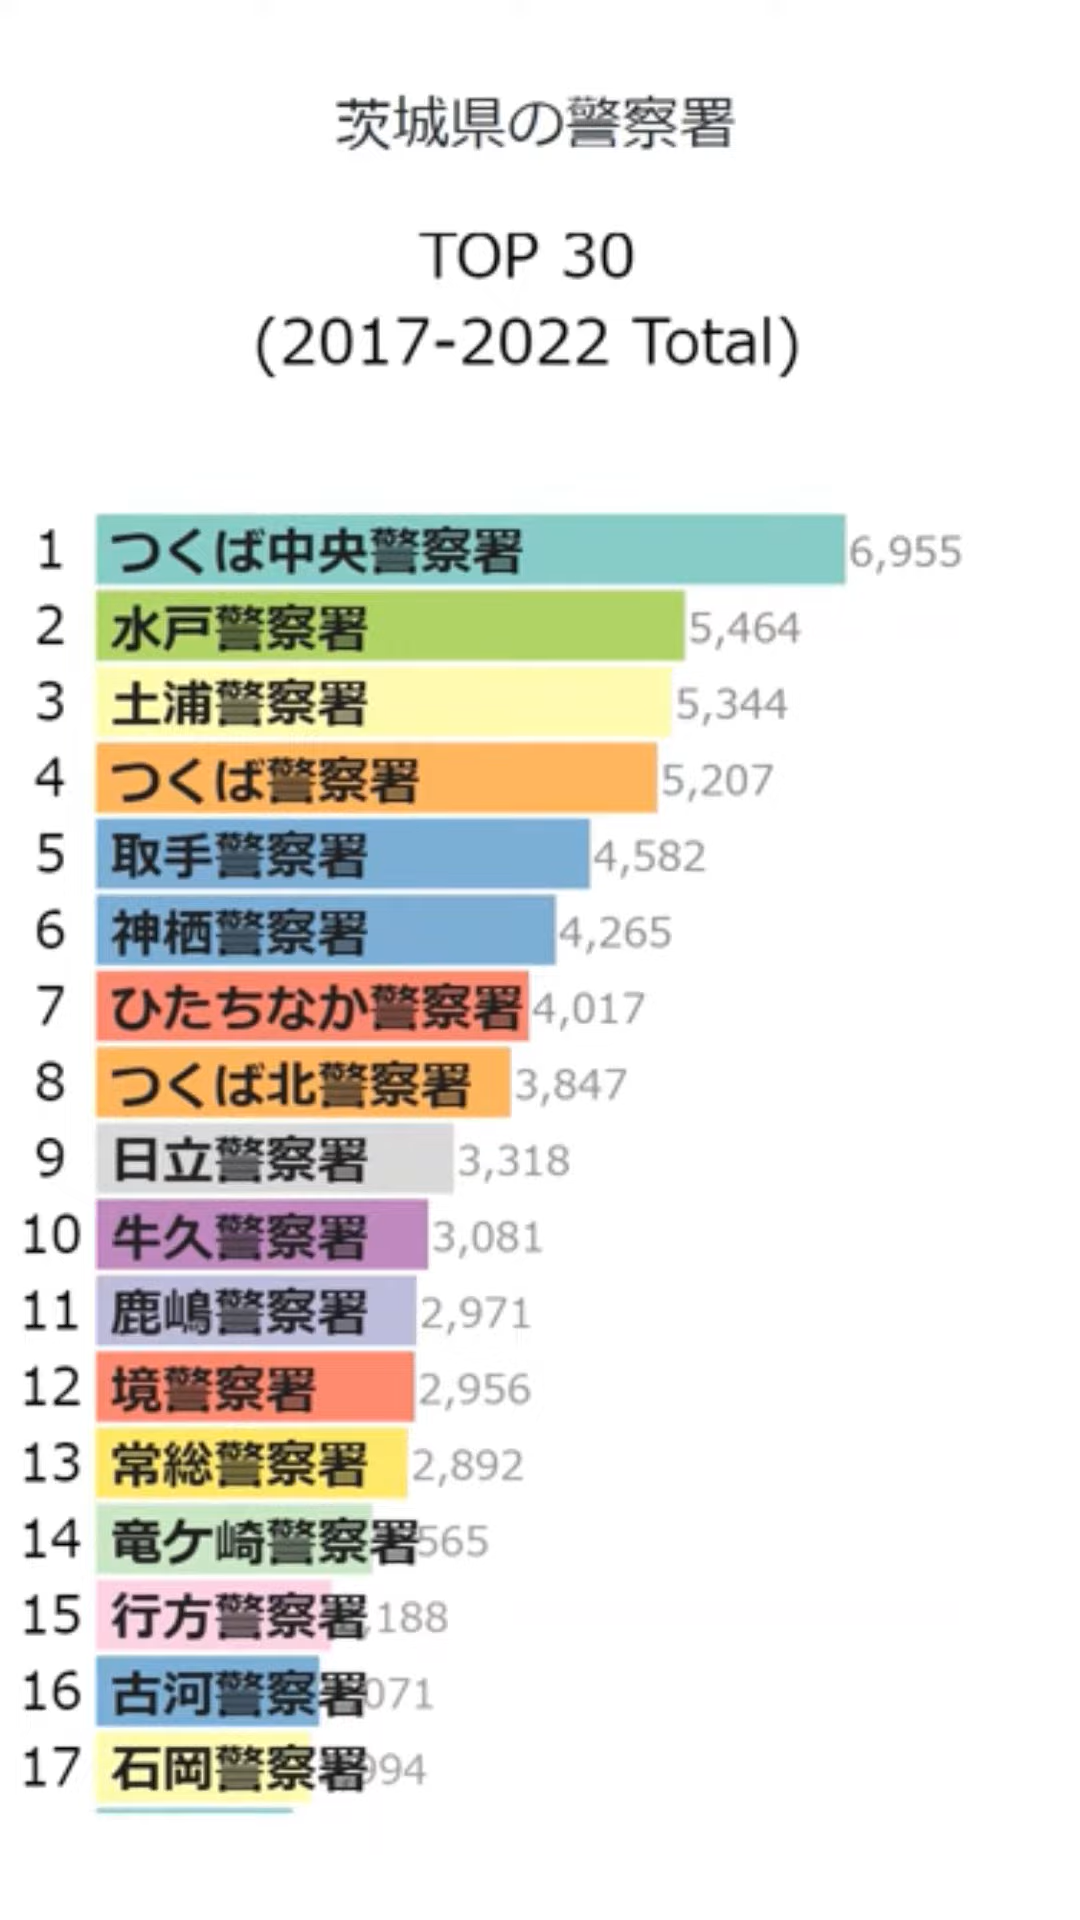 茨城県の警察署
TOP 30
(2017-2022 Total)
1 つくば中央警察署 6,955
2 水戸警察署 5,464
3 土浦警察署 5,344
4 つくば警察署 5,207
5 取手警察署 4,582
6 神栖警察署 4,265
7 ひたちなか警察署 4,017
8 つくば北警察署 3,847
9 日立警察署 3,318
10 牛久警察署 3,081
11 鹿嶋警察署 2,971
12 境警察署 2,956
13 常総警察署 2,892
14 竜ケ崎警察署 565
15 行方警察署 ,188
16 古河警察署 071
17 石岡警察署 994